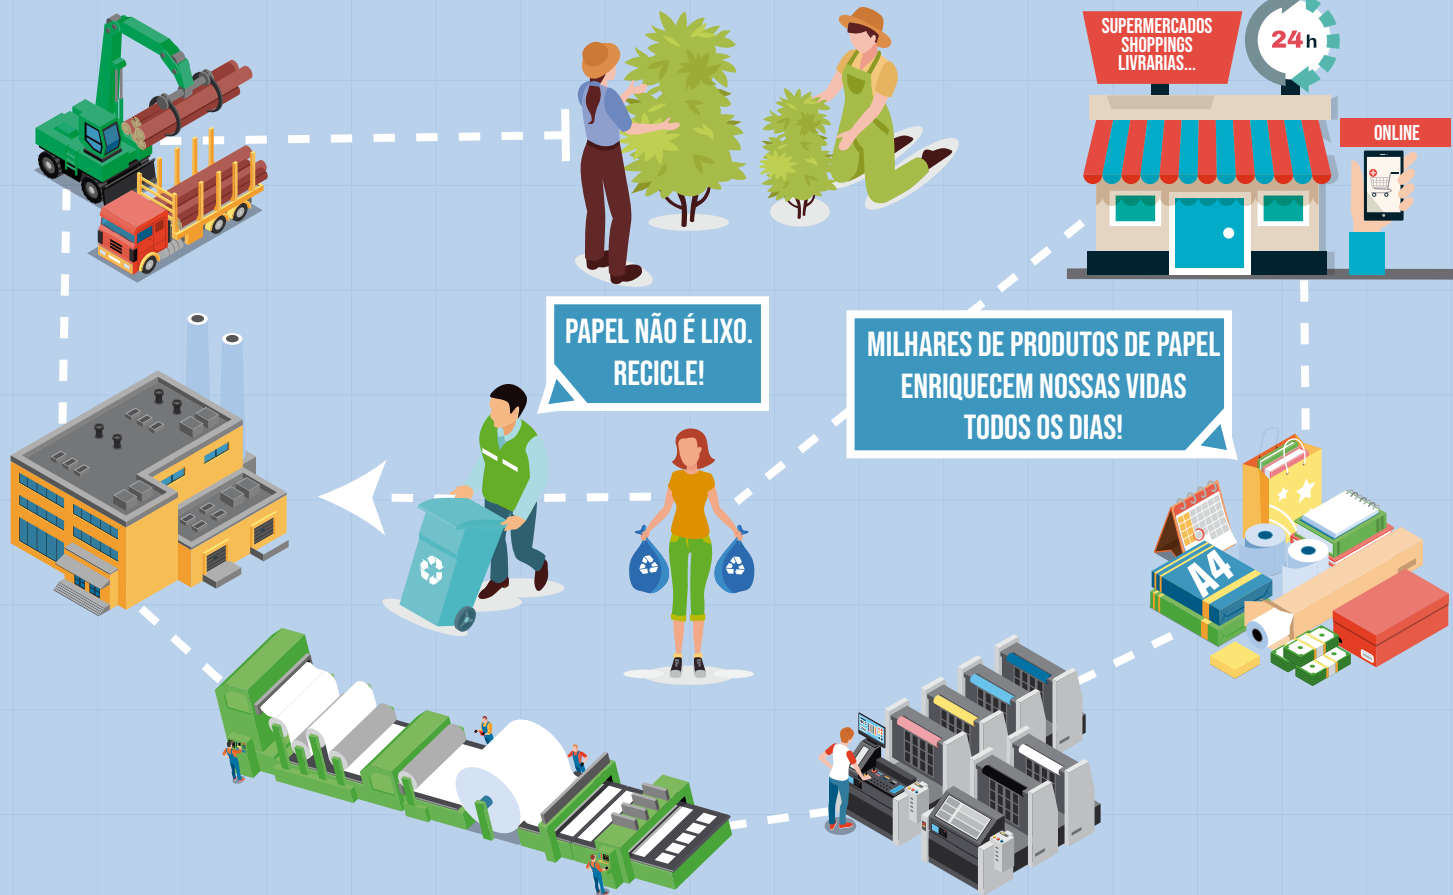 SUPERMERCADOS
SHOPPINGS
LIVRARIAS...
24h
ONLINE
PAPEL NÃO É LIXO.
RECICLE!
MILHARES DE PRODUTOS DE PAPEL
ENRIQUECEM NOSSAS VIDAS
TODOS OS DIAS!
A4